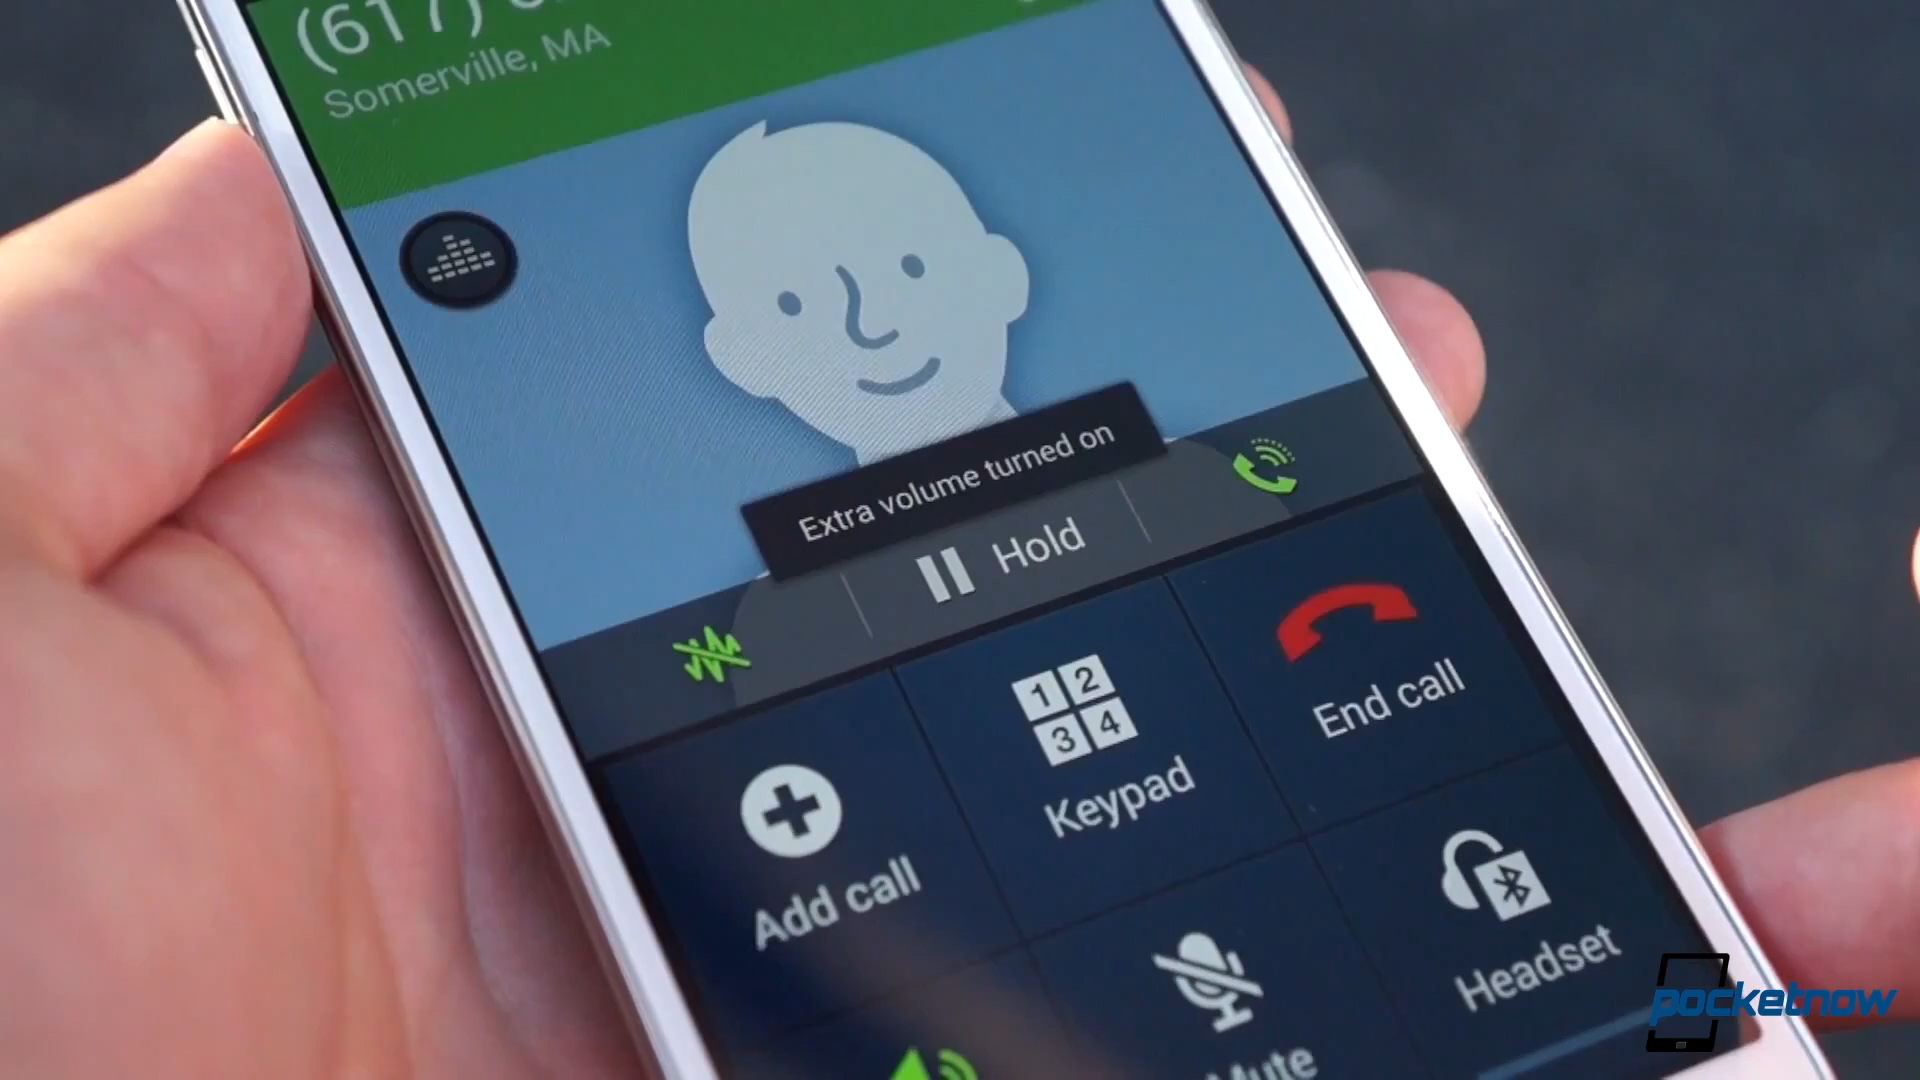 (617)
Somerville, MA
Extra volume turned on
Hold
End call
1 2
3 4
Keypad
Add call
Headset
Mute
pocketnow